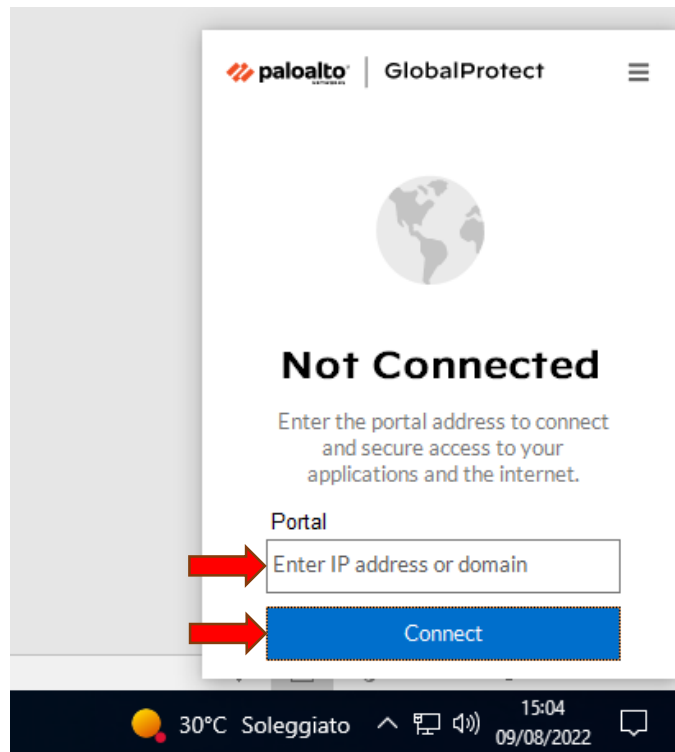 paloalto GlobalProtect
NETWORKS
Not Connected
Enter the portal address to connect
and secure access to your
applications and the internet.
Portal
Enter IP address or domain
Connect
30°C Soleggiato
15:04
09/08/2022